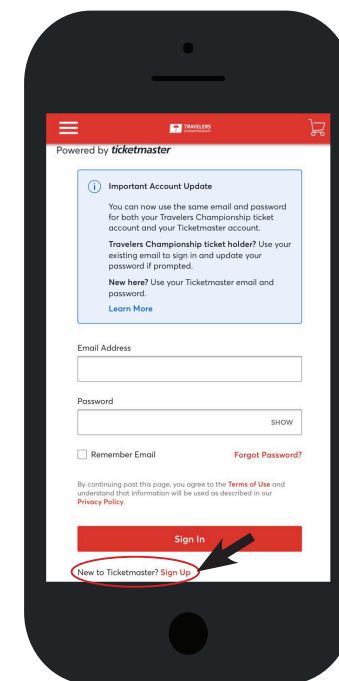 TRAVELERS
CHAMPIONSHIP
Powered by ticketmaster
Important Account Update
You can now use the same email and password
for both your Travelers Championship ticket
account and your Ticketmaster account.
Travelers Championship ticket holder? Use your
existing email to sign in and update your
password if prompted.
New here? Use your Ticketmaster email and
password.
Learn More
Email Address
Password
SHOW
Remember Email Forgot Password?
By continuing past this page, you agree to the Terms of Use and
understand that information will be used as described in our
Privacy Policy.
Sign In
New to Ticketmaster? Sign Up